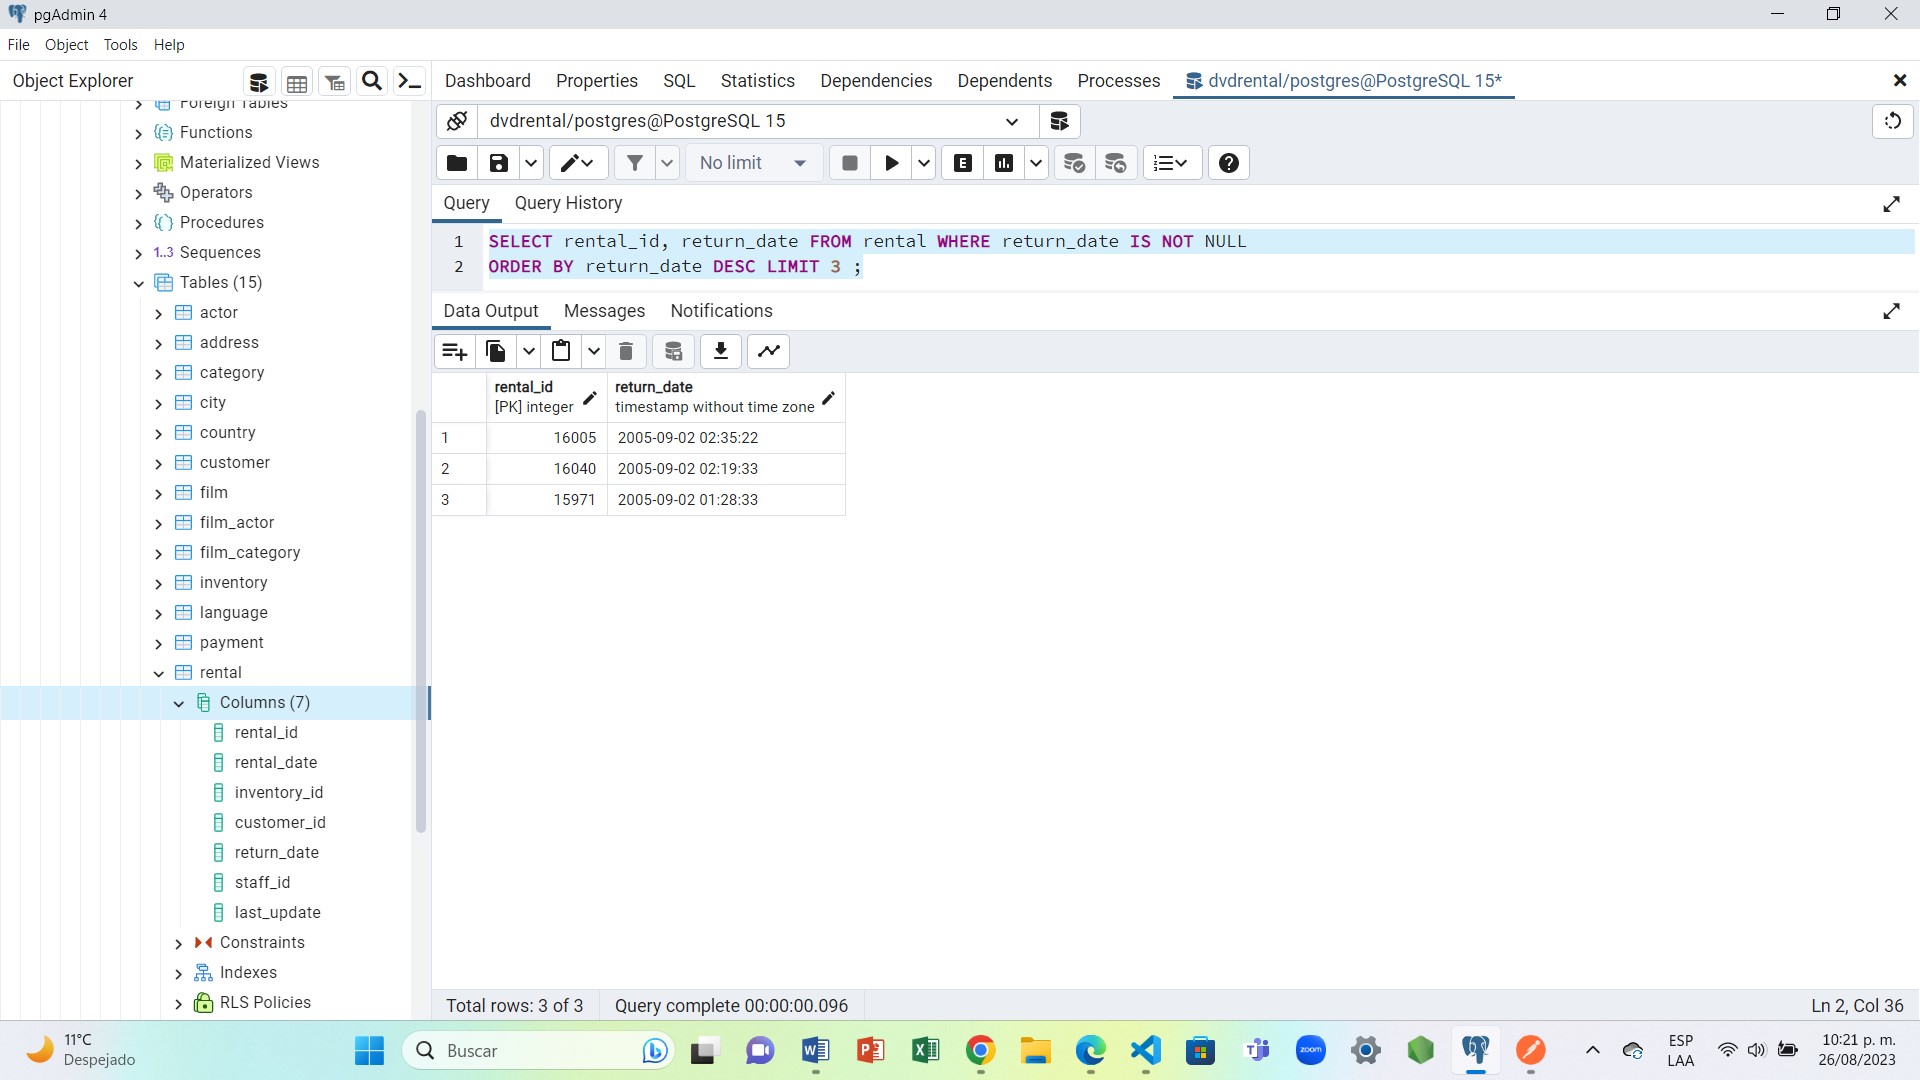 pgAdmin 4
File Object Tools Help
Object Explorer
Dashboard Properties SQL Statistics Dependencies Dependents Processes dvdrental/postgres@PostgreSQL 15*
dvdrental/postgres@PostgreSQL 15
No limit
E
Query Query History
1 SELECT rental_id, return_date FROM rental WHERE return_date IS NOT NULL
2 ORDER BY return_date DESC LIMIT 3 ;
Data Output Messages Notifications
rental_id
[PK] integer
return_date
timestamp without time zone
1 16005 2005-09-02 02:35:22
2 16040 2005-09-02 02:19:33
3 15971 2005-09-02 01:28:33
Foreign Tables
Functions
Materialized Views
Operators
Procedures
1..3 Sequences
Tables (15)
actor
address
category
city
country
customer
film
film_actor
film_category
inventory
language
payment
rental
Columns (7)
rental_id
rental_date
inventory_id
customer_id
return_date
staff_id
last_update
Constraints
Indexes
RLS Policies
Total rows: 3 of 3 Query complete 00:00:00.096 Ln 2, Col 36
11°C
Despejado
Buscar
zoom
ESP
LAA
10:21 p. m.
26/08/2023